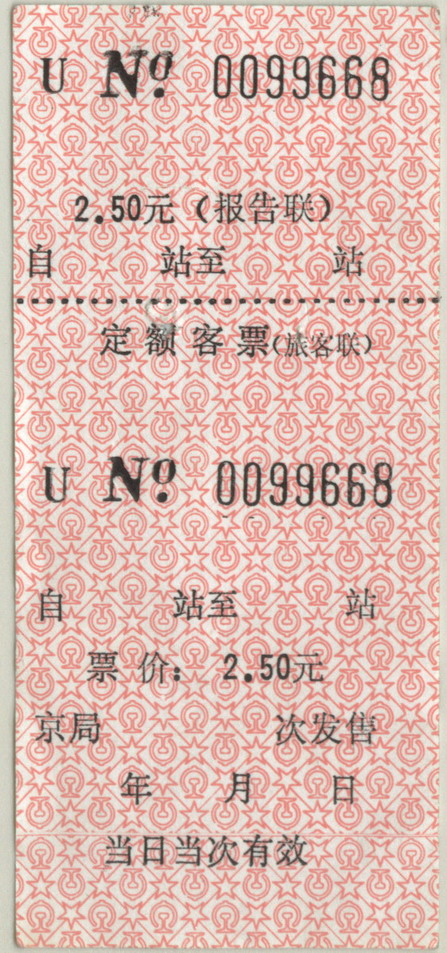 U No. 0099668
2.50元（报告联）
自 站至 站
定额客票(旅客联)
U No. 0099668
自 站至 站
票价： 2.50元
京局 次发售
年 月 日
当日当次有效